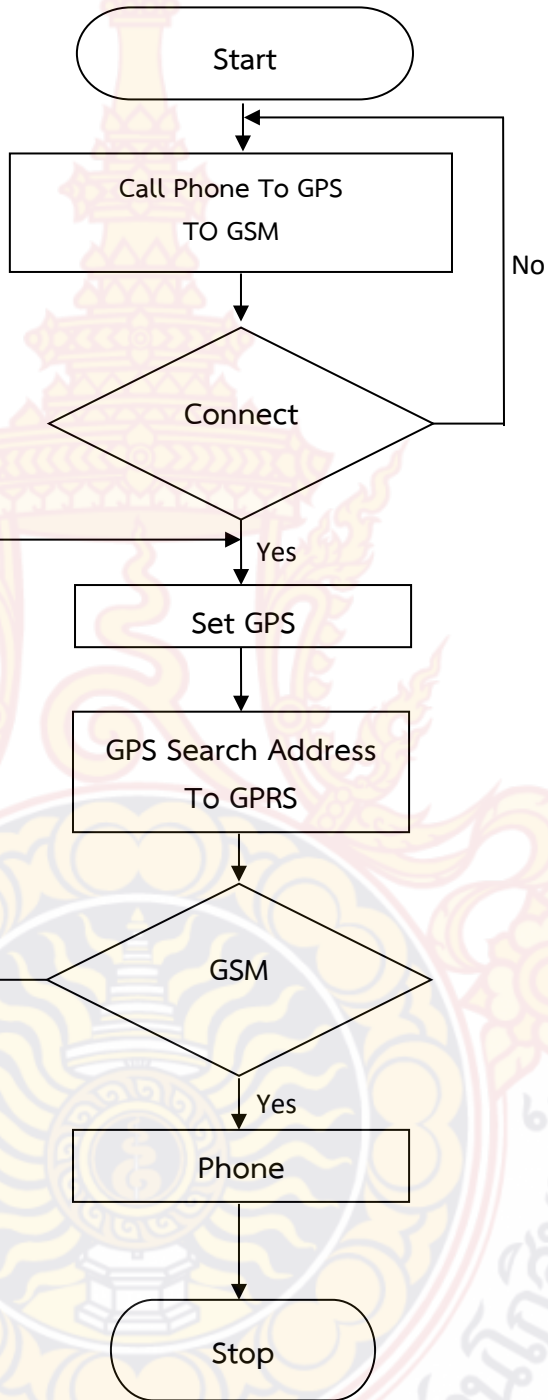 Start
Call Phone To GPS
TO GSM
No
Connect
Yes
Set GPS
GPS Search Address
To GPRS
GSM
Yes
Phone
Stop